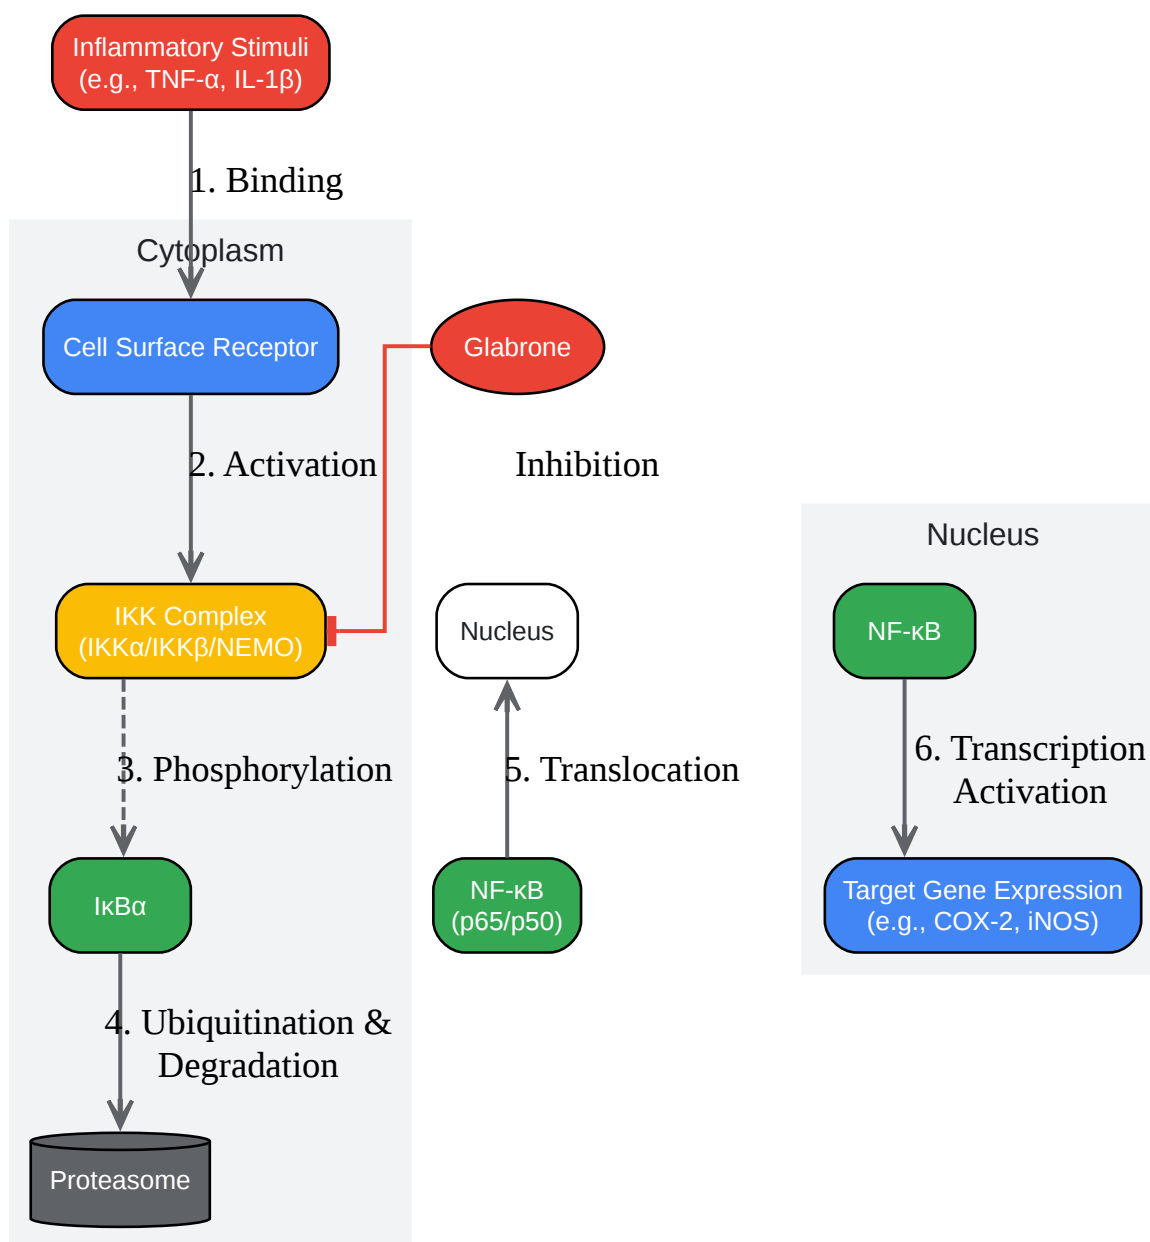 Inflammatory Stimuli
(e.g., TNF-α, IL-1β)
1. Binding
Cytoplasm
Cell Surface Receptor
Glabrone
2. Activation
Inhibition
Nucleus
IKK Complex
(IKKα/IKKβ/NEMO)
Nucleus
NF-κB
3. Phosphorylation
5. Translocation
6. Transcription
Activation
IκBα
NF-κB
(p65/p50)
Target Gene Expression
(e.g., COX-2, iNOS)
4. Ubiquitination &
Degradation
Proteasome